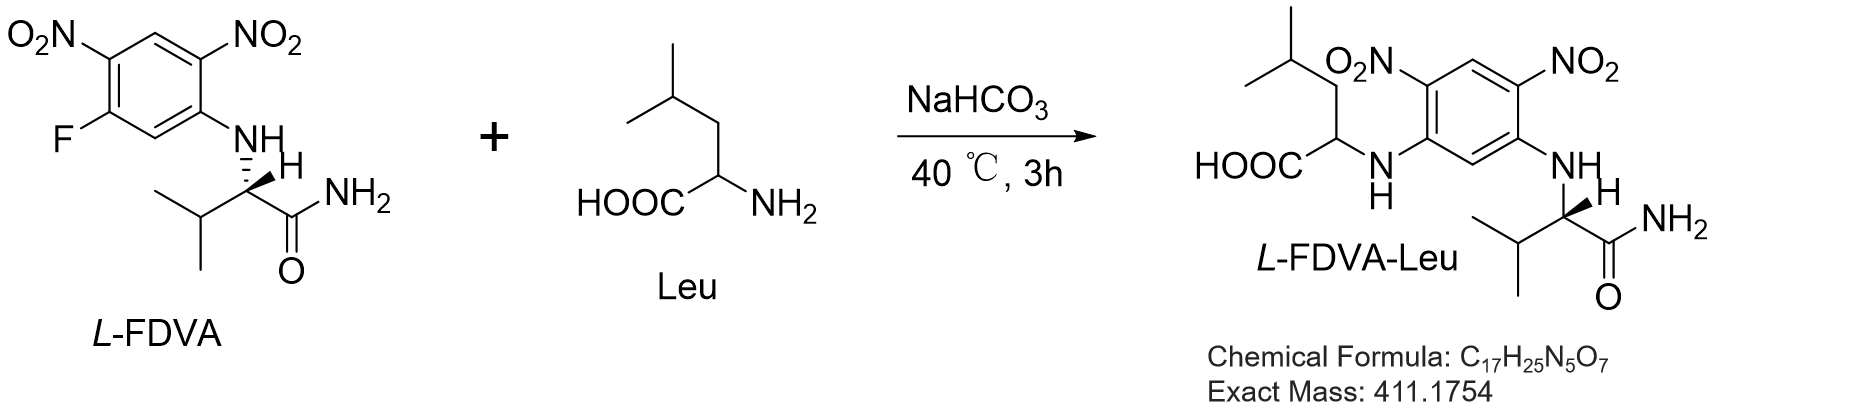 O₂N NO₂
F NH H
NH₂
O
L-FDVA
+
HOOC NH₂
Leu
NaHCO₃
40 ℃, 3h
O₂N NO₂
HOOC N
H
NH H
NH₂
O
L-FDVA-Leu
Chemical Formula: C₁₇H₂₅N₅O₇
Exact Mass: 411.1754